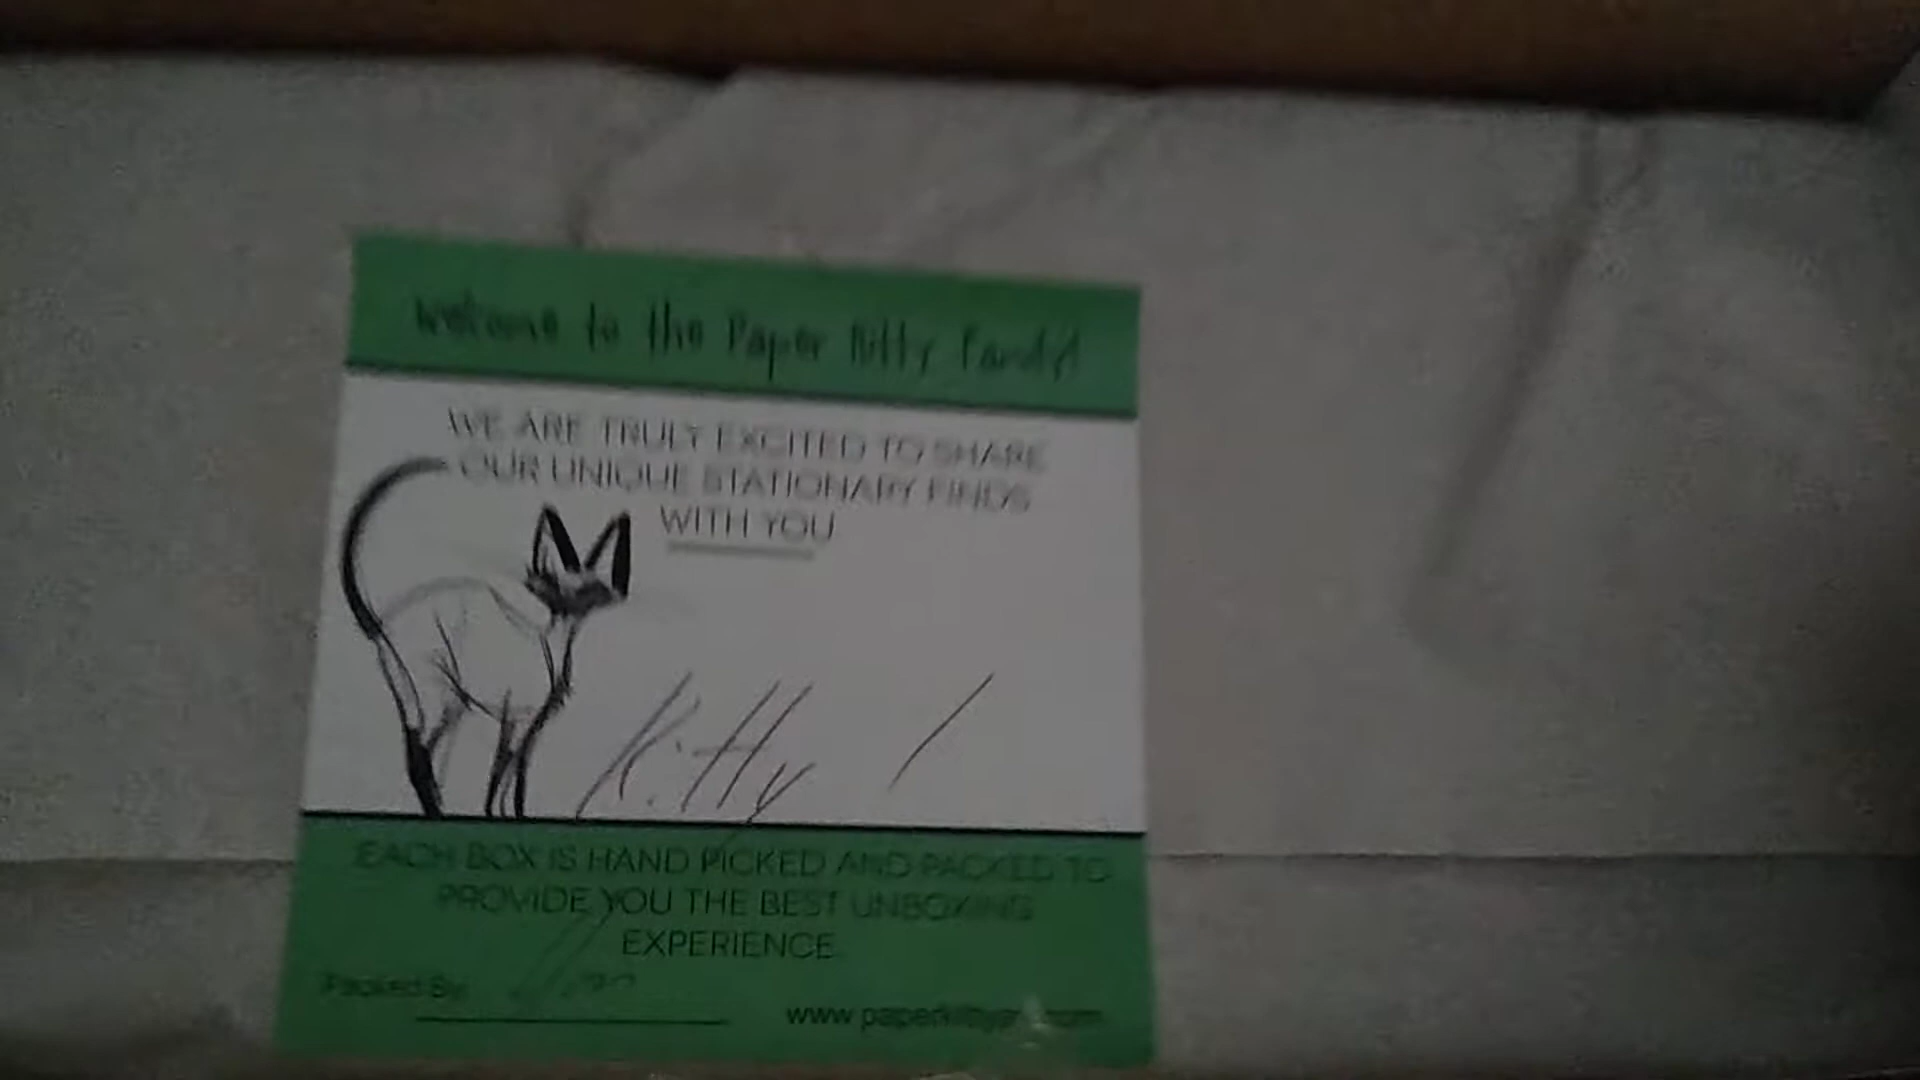 Welcome to the Paper Kitty Family!
WE ARE TRULY EXCITED TO SHARE
OUR UNIQUE STATIONARY FINDS
WITH YOU
Kitty
EACH BOX IS HAND PICKED AND PACKED TO
PROVIDE YOU THE BEST UNBOXING
EXPERIENCE
Packed By: